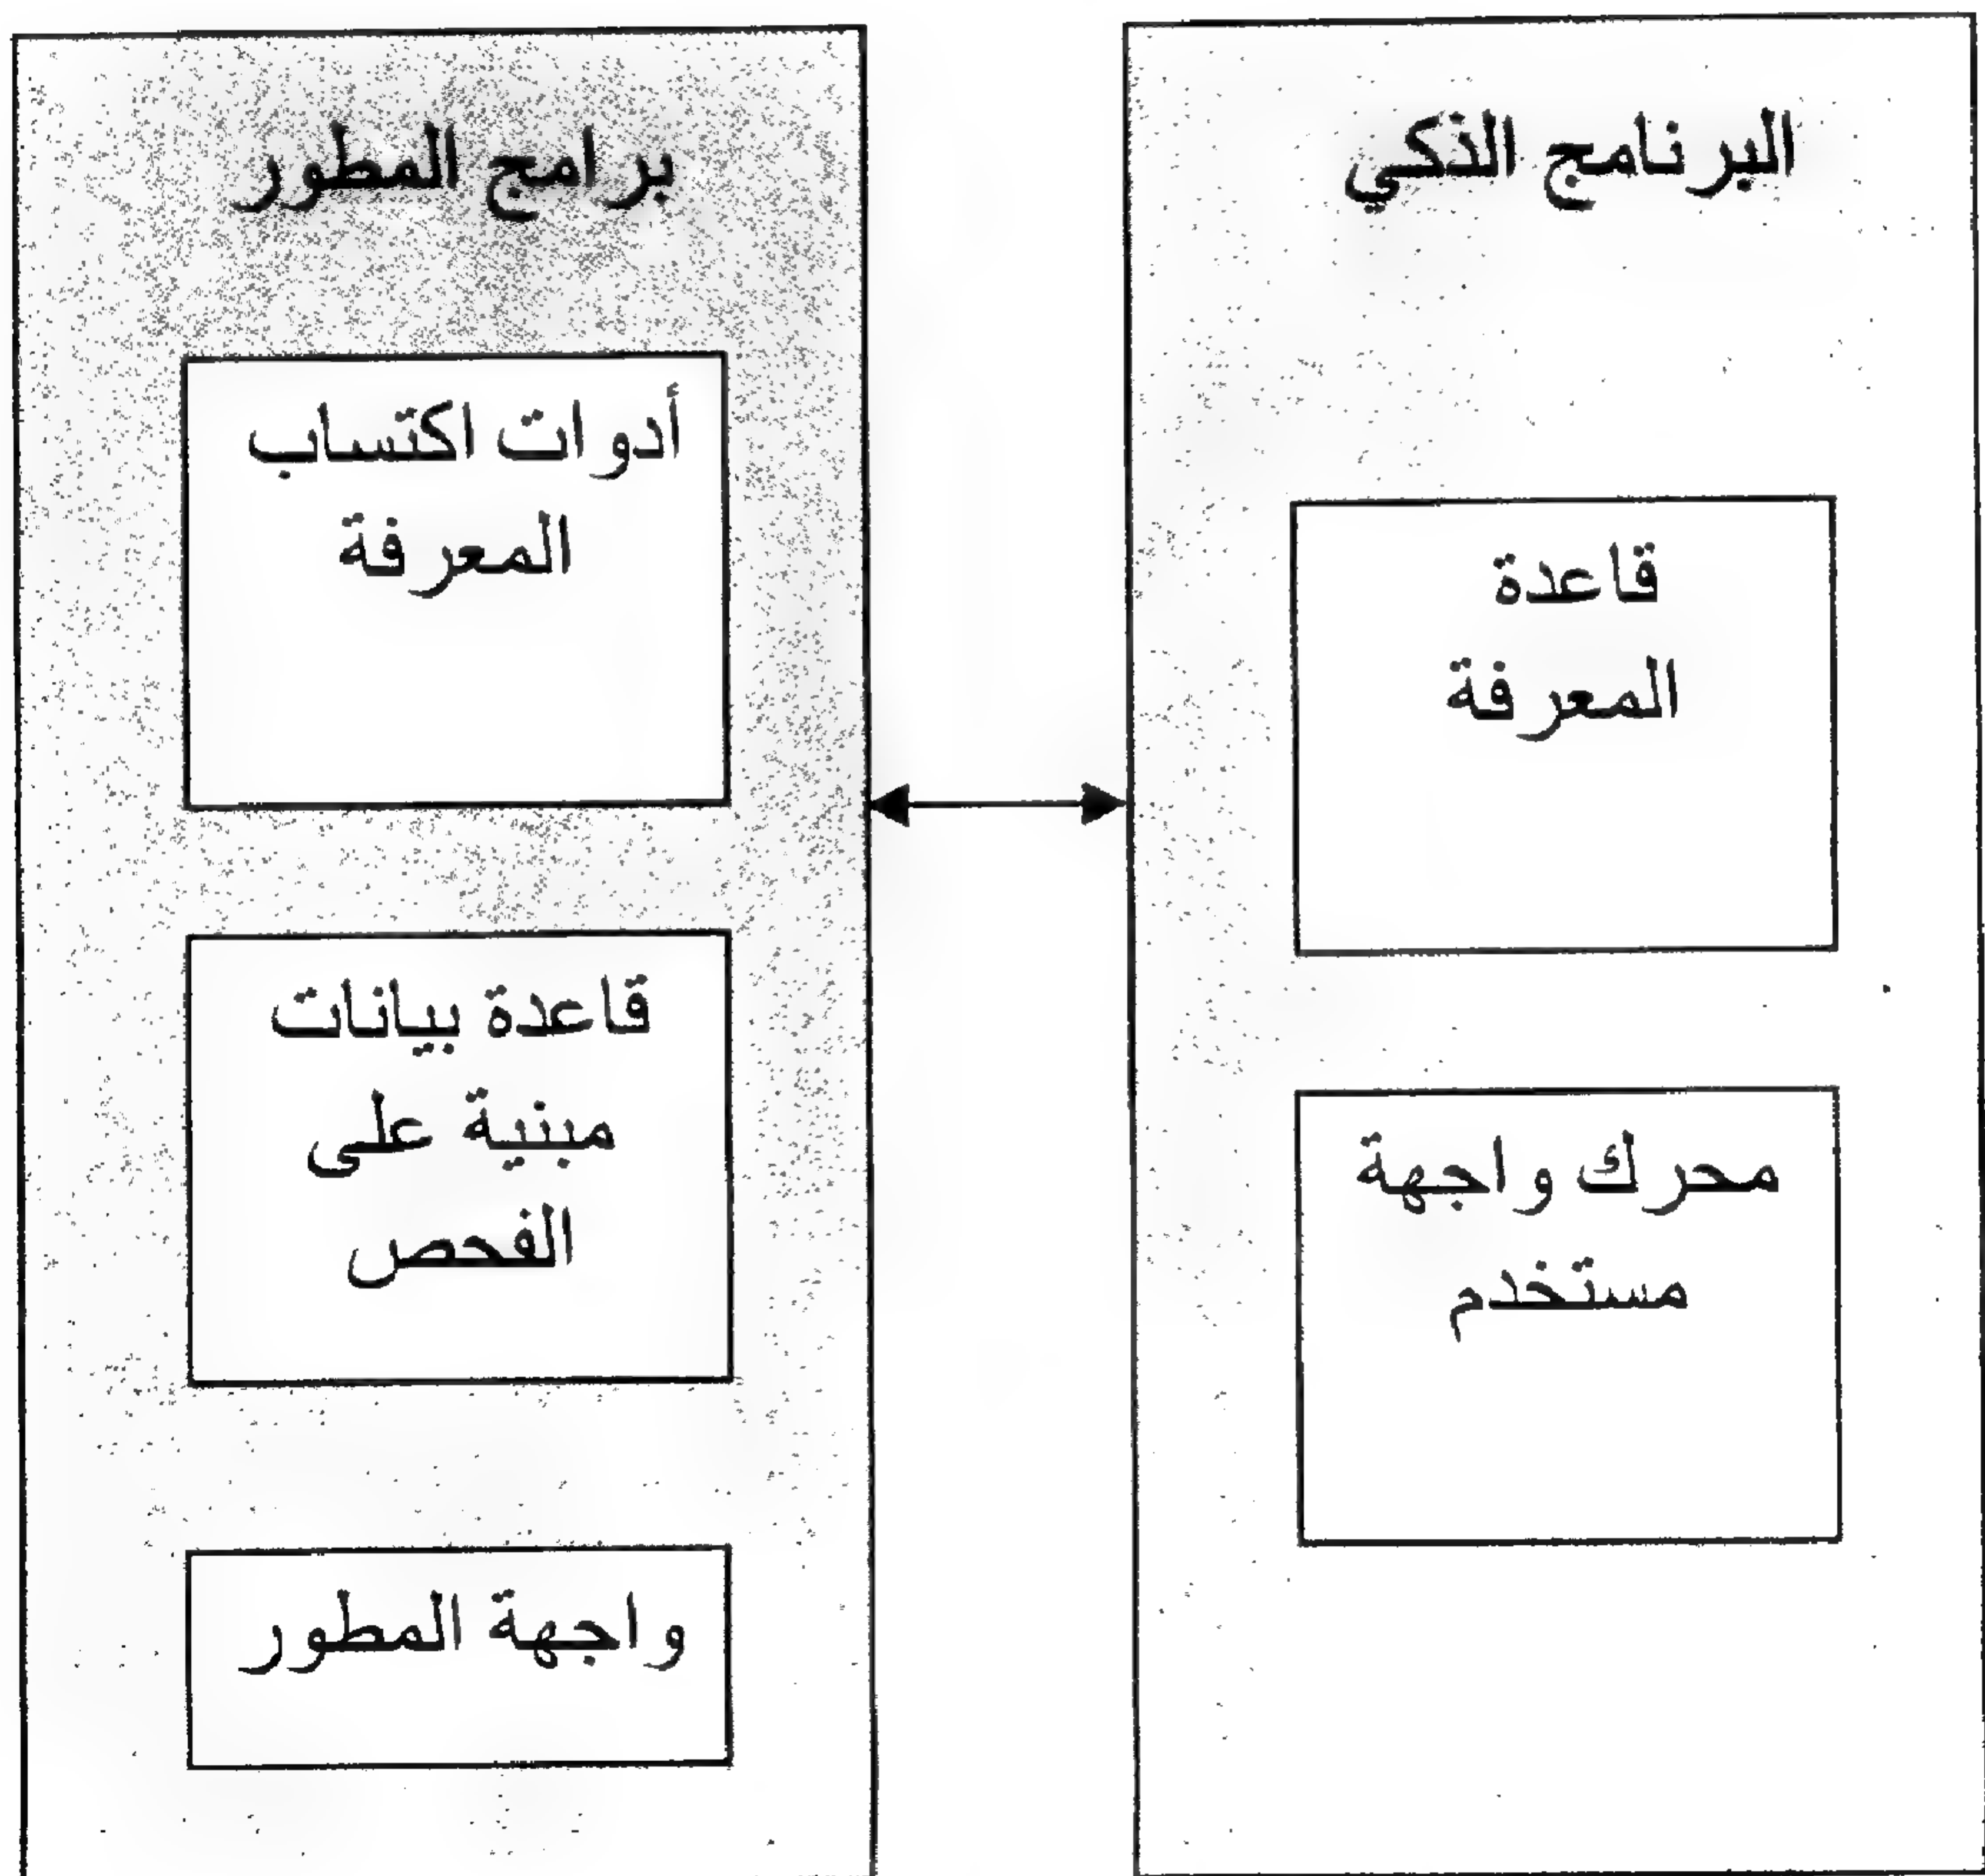 البرنامج الذكي
قاعدة
المعرفة
محرك واجهة
مستخدم
برامج المطور
أدوات اكتساب
المعرفة
قاعدة بيانات
مبنية على
الفحص
واجهة المطور